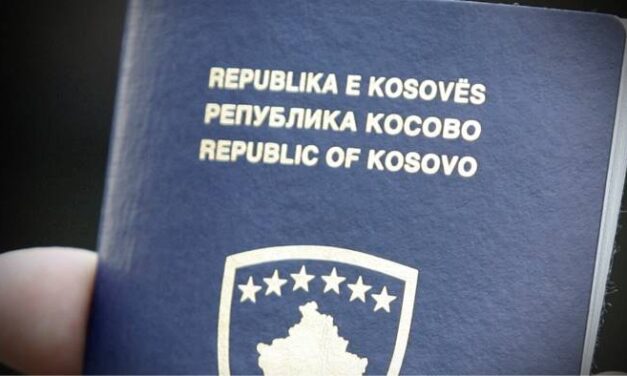 REPUBLIKA E KOSOVËS
РЕПУБЛИКА КОСОВО
REPUBLIC OF KOSOVO